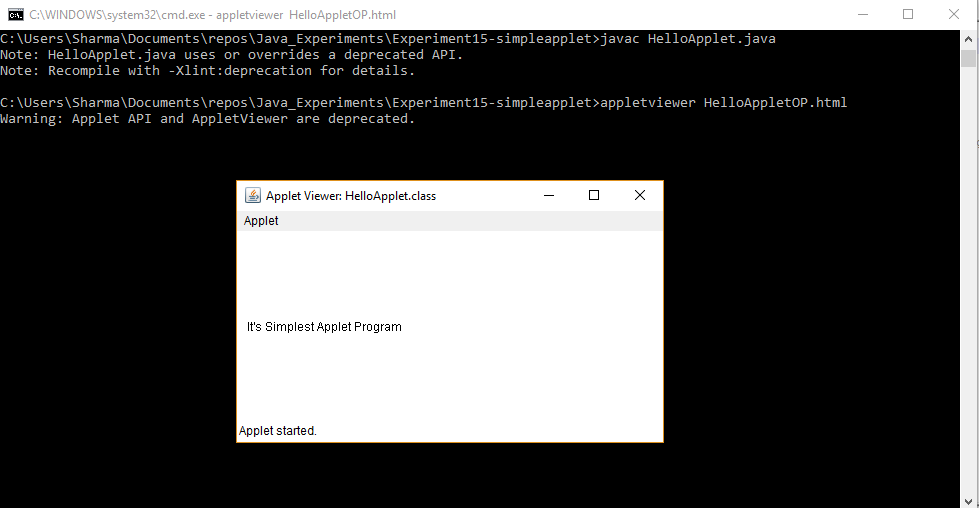 C:\WINDOWS\system32\cmd.exe - appletviewer  HelloAppletOP.html
C:\Users\Sharma\Documents\repos\Java_Experiments\Experiment15-simpleapplet>javac HelloApplet.java
Note: HelloApplet.java uses or overrides a deprecated API.
Note: Recompile with -Xlint:deprecation for details.
C:\Users\Sharma\Documents\repos\Java_Experiments\Experiment15-simpleapplet>appletviewer HelloAppletOP.html
Warning: Applet API and AppletViewer are deprecated.
Applet Viewer: HelloApplet.class
Applet
It's Simplest Applet Program
Applet started.